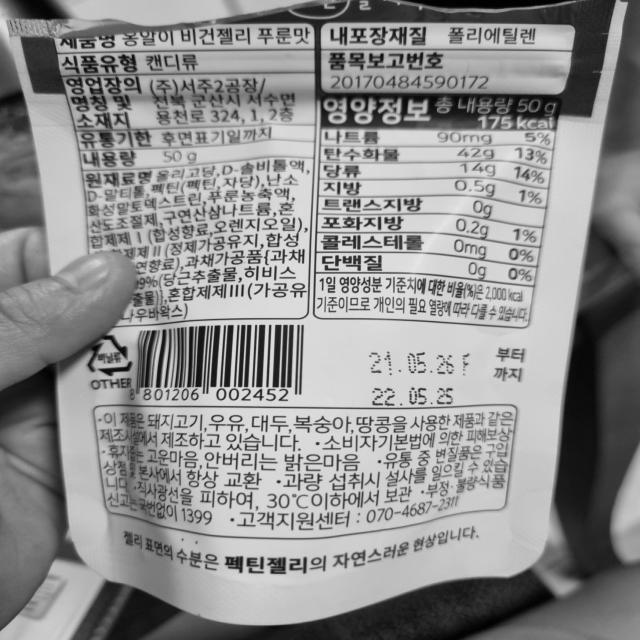 제품명 몽알이 비건젤리 푸룬맛
식품유형 캔디류
영업장의 (주)서주2공장/
명칭 및 전북 군산시 서수면
소재지 용천로 324, 1, 2층
유통기한 후면표기일까지
내용량 50 g
원재료명 올리고당, D-솔비톨액,
D-말티톨, 펙틴(펙틴, 자당), 난소
화성말토덱스트린, 푸룬농축액,
산도조절제, 구연산삼나트륨, 혼
합제제 I (합성향료, 오렌지오일),
제제 II (정제가공유지, 합성
향료), 과채가공품(과채
9%(당근추출물, 히비스
출물)), 혼합제제III(가공유
나우바왁스)
내포장재질 폴리에틸렌
품목보고번호
20170484590172
영양정보 총 내용량 50 g
175 kcal
나트륨 90mg 5%
탄수화물 42g 13%
당류 14g 14%
지방 0.5g 1%
트랜스지방 0g
포화지방 0.2g 1%
콜레스테롤 0mg 0%
단백질 0g 0%
1일 영양성분 기준치에 대한 비율(%)은 2,000 kcal
기준이므로 개인의 필요 열량에 따라 다를 수 있습니다.
비닐류
OTHER
8 801206 002452
21.05.26 F 부터
22.05.25 까지
·이 제품은 돼지고기, 우유, 대두, 복숭아, 땅콩을 사용한 제품과 같은
제조시설에서 제조하고 있습니다. ·소비자기본법에 의한 피해보상
·휴지는 고운마음, 안버리는 밝은마음 ·유통 중 변질품은 구입
상점 본사에서 항상 교환 ·과량 섭취시 설사를 일으킬 수 있습
니다 ·직사광선을 피하여, 30℃이하에서 보관 ·부정·불량식품
신고는 국번없이 1399 ·고객지원센터 : 070-4687-2311
젤리 표면의 수분은 펙틴젤리의 자연스러운 현상입니다.